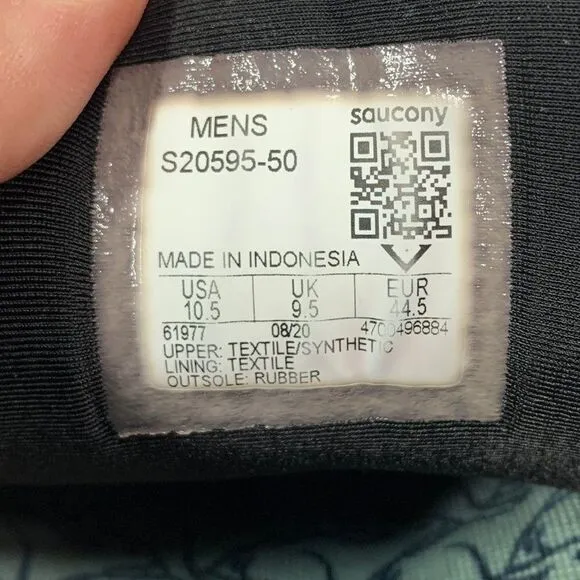 MENS
saucony
S20595-50
MADE IN INDONESIA
USA UK EUR
10.5 9.5 44.5
61977 08/20 4700496884
UPPER: TEXTILE/SYNTHETIC
LINING: TEXTILE
OUTSOLE: RUBBER